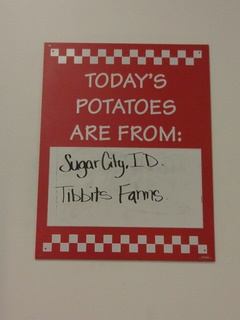 TODAY'S
POTATOES
ARE FROM:
Sugar City, ID.
Tibbits Farms